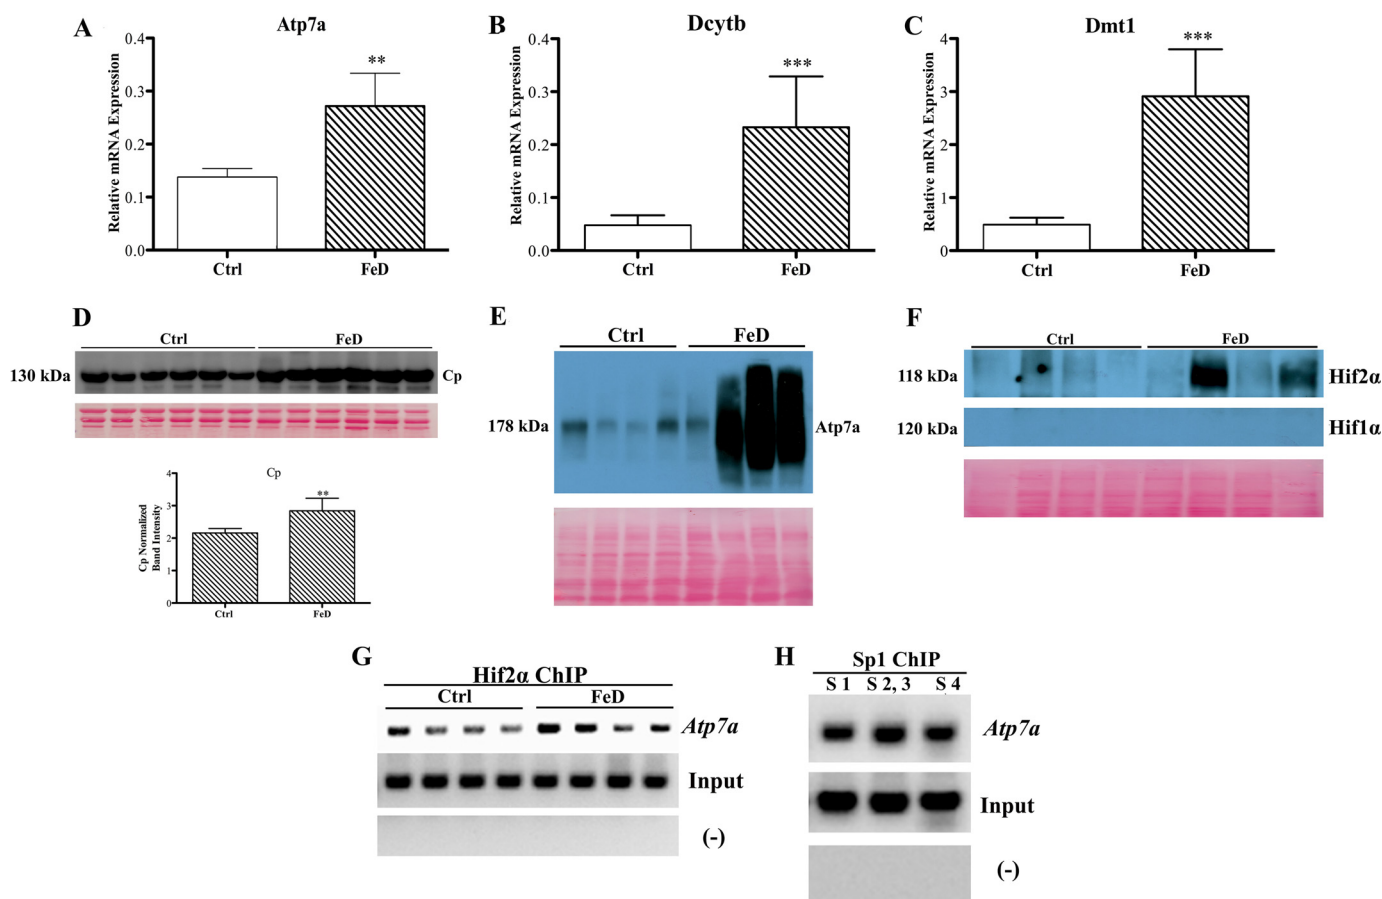 A
Atp7a
Relative mRNA Expression
0.4
0.3
0.2
0.1
0.0
**
Ctrl
FeD
B
Dcytb
Relative mRNA Expression
0.4
0.3
0.2
0.1
0.0
***
Ctrl
FeD
C
Dmt1
Relative mRNA Expression
4
3
2
1
0
***
Ctrl
FeD
D
Ctrl
FeD
130 kDa
Cp
Cp
Cp Normalized
Band Intensity
4
3
2
1
0
**
Ctrl
FeD
E
Ctrl
FeD
178 kDa
Atp7a
F
Ctrl
FeD
118 kDa
Hif2α
120 kDa
Hif1α
G
Hif2α ChIP
Ctrl
FeD
Atp7a
Input
(-)
H
Sp1 ChIP
S 1 S 2, 3 S 4
Atp7a
Input
(-)